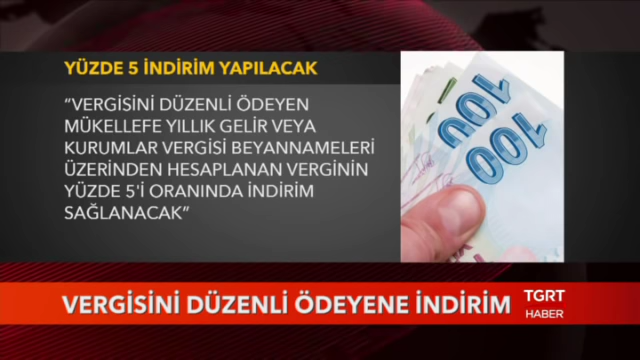 YÜZDE 5 İNDİRİM YAPILACAK
“VERGİSİNİ DÜZENLİ ÖDEYEN
MÜKELLEFE YILLIK GELİR VEYA
KURUMLAR VERGİSİ BEYANNAMELERİ
ÜZERİNDEN HESAPLANAN VERGİNİN
YÜZDE 5'İ ORANINDA İNDİRİM
SAĞLANACAK”
100
100
VERGİSİNİ DÜZENLİ ÖDEYENE İNDİRİM
TGRT
HABER